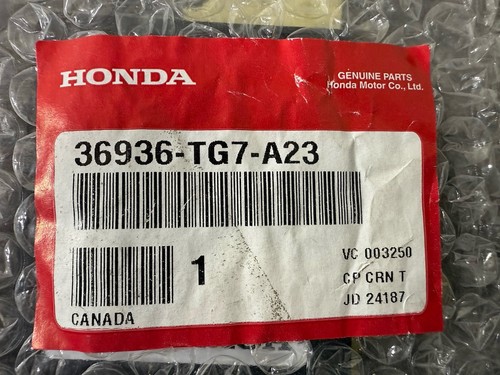 HONDA
GENUINE PARTS
Honda Motor Co., Ltd.
36936-TG7-A23
1
VC 003250
CP CRN T
JD 24187
CANADA